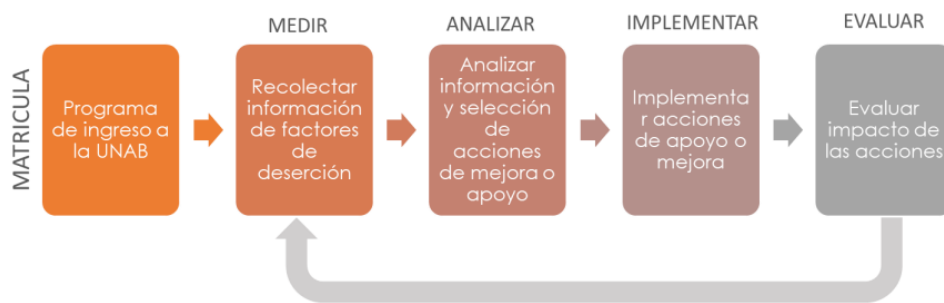 MEDIR
ANALIZAR
IMPLEMENTAR
EVALUAR
MATRICULA
Programa
de ingreso a
la UNAB
Recolectar
información
de factores
de
deserción
Analizar
información
y selección
de
acciones
de mejora o
apoyo
Implementa
r acciones
de apoyo o
mejora
Evaluar
impacto de
las acciones